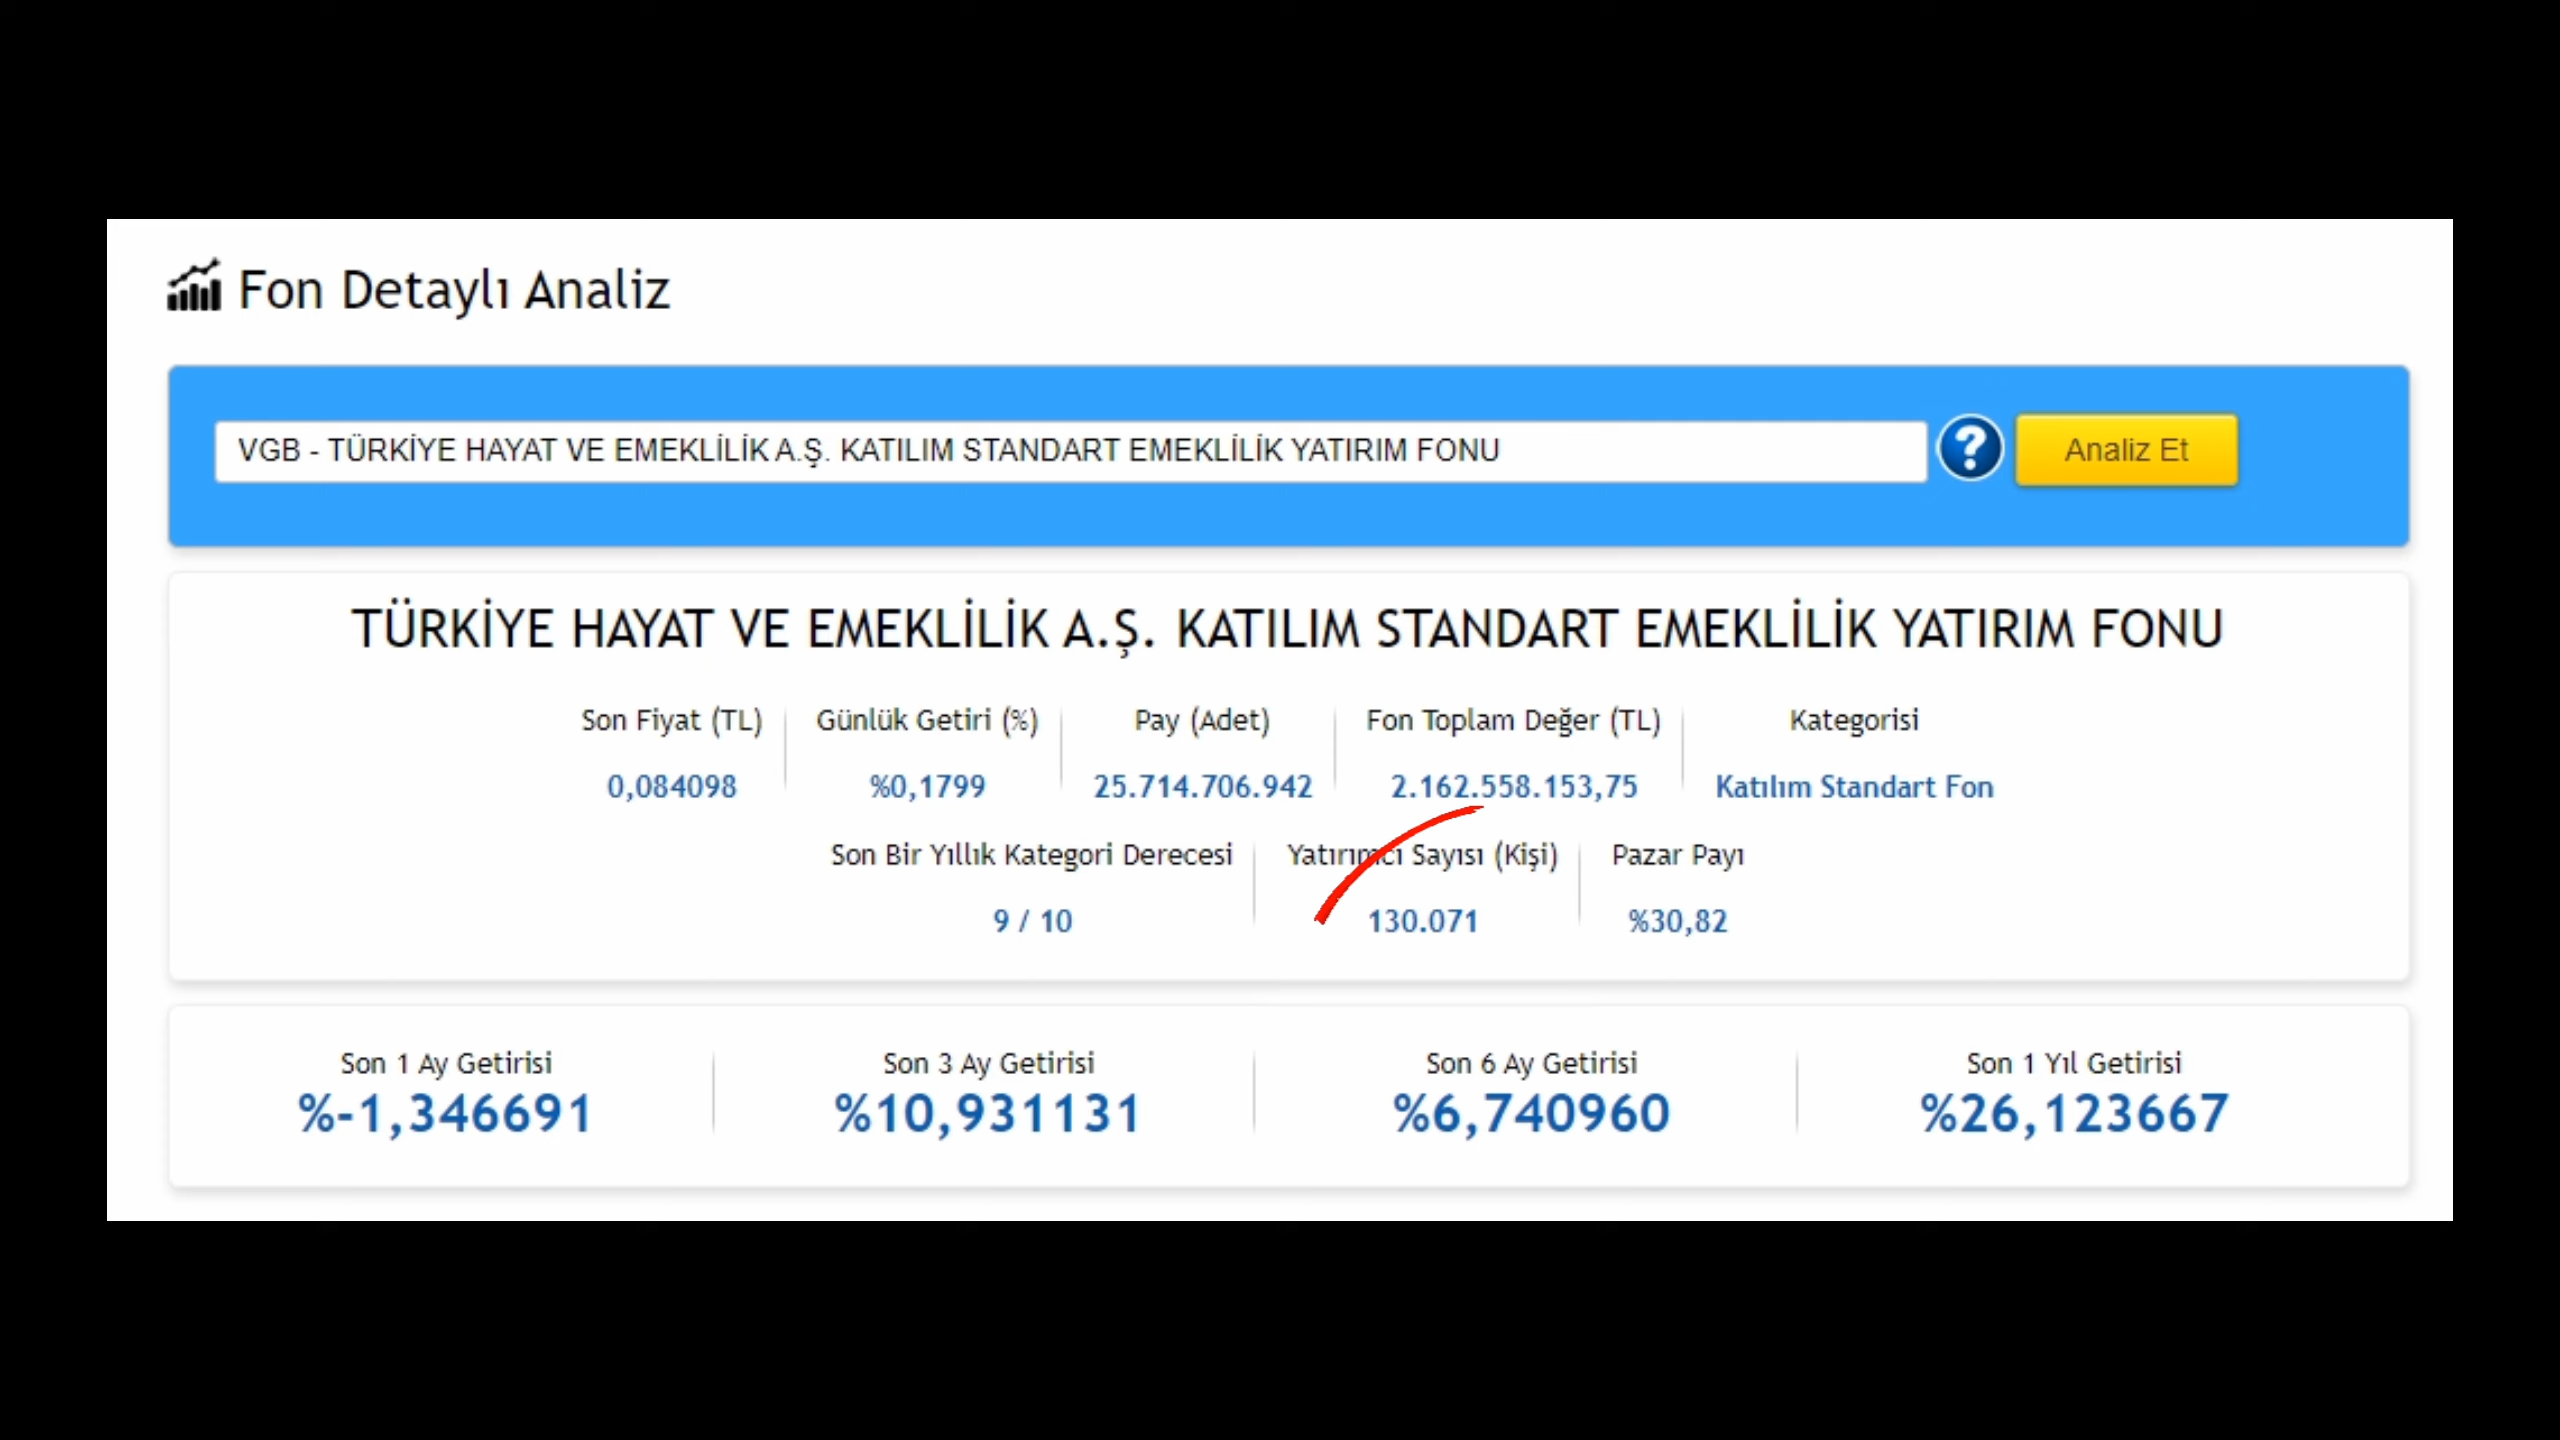 Fon Detaylı Analiz
VGB - TÜRKİYE HAYAT VE EMEKLİLİK A.Ş. KATILIM STANDART EMEKLİLİK YATIRIM FONU
?
Analiz Et
TÜRKİYE HAYAT VE EMEKLİLİK A.Ş. KATILIM STANDART EMEKLİLİK YATIRIM FONU
Son Fiyat (TL) Günlük Getiri (%) Pay (Adet) Fon Toplam Değer (TL) Kategorisi
0,084098 %0,1799 25.714.706.942 2.162.558.153,75 Katılım Standart Fon
Son Bir Yıllık Kategori Derecesi Yatırımcı Sayısı (Kişi) Pazar Payı
9 / 10 130.071 %30,82
Son 1 Ay Getirisi Son 3 Ay Getirisi Son 6 Ay Getirisi Son 1 Yıl Getirisi
%-1,346691 %10,931131 %6,740960 %26,123667